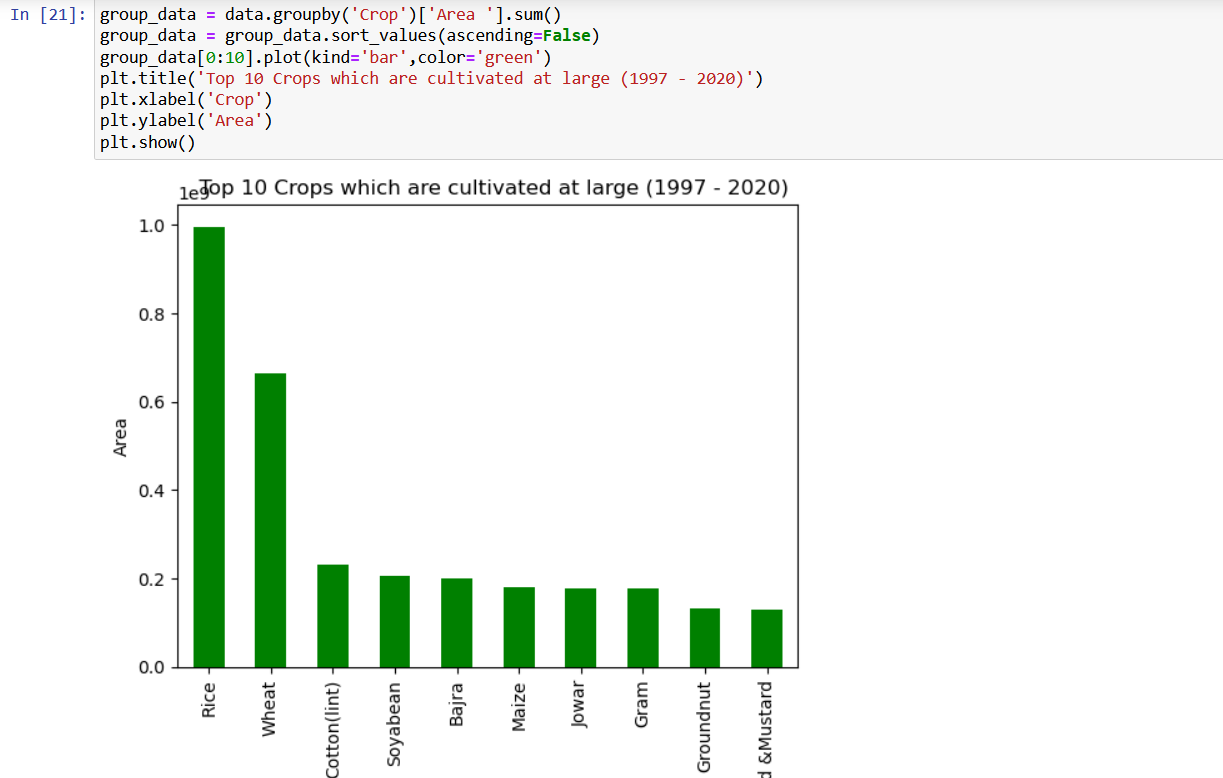 In [21]: group_data = data.groupby('Crop')['Area '].sum()
group_data = group_data.sort_values(ascending=False)
group_data[0:10].plot(kind='bar',color='green')
plt.title('Top 10 Crops which are cultivated at large (1997 - 2020)')
plt.xlabel('Crop')
plt.ylabel('Area')
plt.show()
1e9
Top 10 Crops which are cultivated at large (1997 - 2020)
1.0
0.8
0.6
0.4
0.2
0.0
Area
Rice
Wheat
Cotton(lint)
Soyabean
Bajra
Maize
Jowar
Gram
Groundnut
d &Mustard